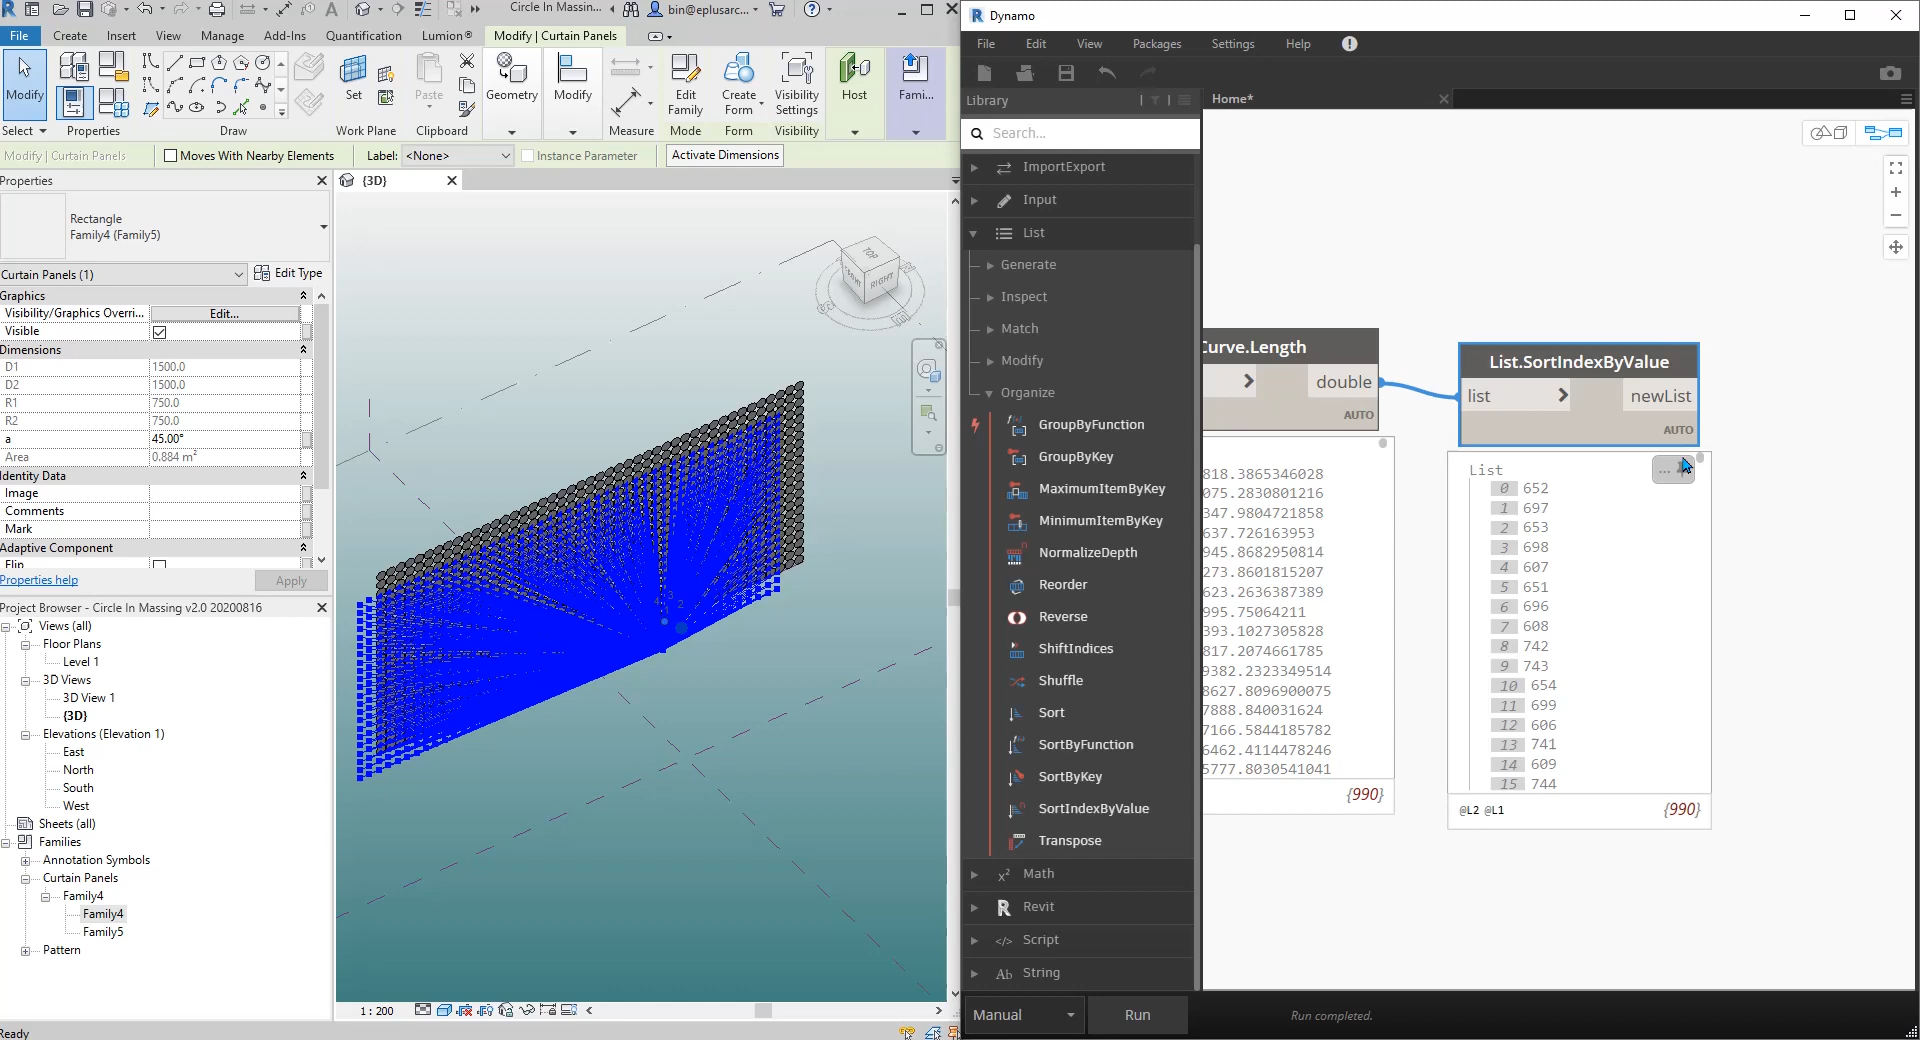 Circle In Massing...
bin@eplusarc...
File Create Insert View Manage Add-Ins Quantification Lumion® Modify | Curtain Panels
Modify
Set
Paste
Geometry
Modify
Edit
Family
Create
Form
Visibility
Settings
Host
Fami...
Select
Properties
Draw
Work Plane
Clipboard
Measure
Mode
Form
Visibility
Modify | Curtain Panels
Moves With Nearby Elements
Label: <None>
Instance Parameter
Activate Dimensions
Properties
Rectangle
Family4 (Family5)
Curtain Panels (1)
Edit Type
Graphics
Visibility/Graphics Overri... Edit...
Visible
Dimensions
D1 1500.0
D2 1500.0
R1 750.0
R2 750.0
a 45.00°
Area 0.884 m²
Identity Data
Image
Comments
Mark
Adaptive Component
Flip
Properties help
Apply
Project Browser - Circle In Massing v2.0 20200816
Views (all)
Floor Plans
Level 1
3D Views
3D View 1
{3D}
Elevations (Elevation 1)
East
North
South
West
Sheets (all)
Families
Annotation Symbols
Curtain Panels
Family4
Family4
Family5
Pattern
Ready
{3D}
TOP
FRONT
RIGHT
1 : 200
Dynamo
File Edit View Packages Settings Help
Library
Search...
ImportExport
Input
List
Generate
Inspect
Match
Modify
Organize
GroupByFunction
GroupByKey
MaximumItemByKey
MinimumItemByKey
NormalizeDepth
Reorder
Reverse
ShiftIndices
Shuffle
Sort
SortByFunction
SortByKey
SortIndexByValue
Transpose
Math
Revit
Script
String
Manual
Run
Run completed.
Home*
Curve.Length
> double
AUTO
818.3865346028
075.2830801216
347.9804721858
637.726163953
945.8682950814
273.8601815207
623.2636387389
995.75064211
393.1027305828
817.2074661785
9382.2323349514
8627.8096900075
7888.840031624
7166.5844185782
6462.4114478246
5777.8030541041
{990}
List.SortIndexByValue
list > newList
AUTO
List
0 652
1 697
2 653
3 698
4 607
5 651
6 696
7 608
8 742
9 743
10 654
11 699
12 606
13 741
14 609
15 744
@L2 @L1 {990}